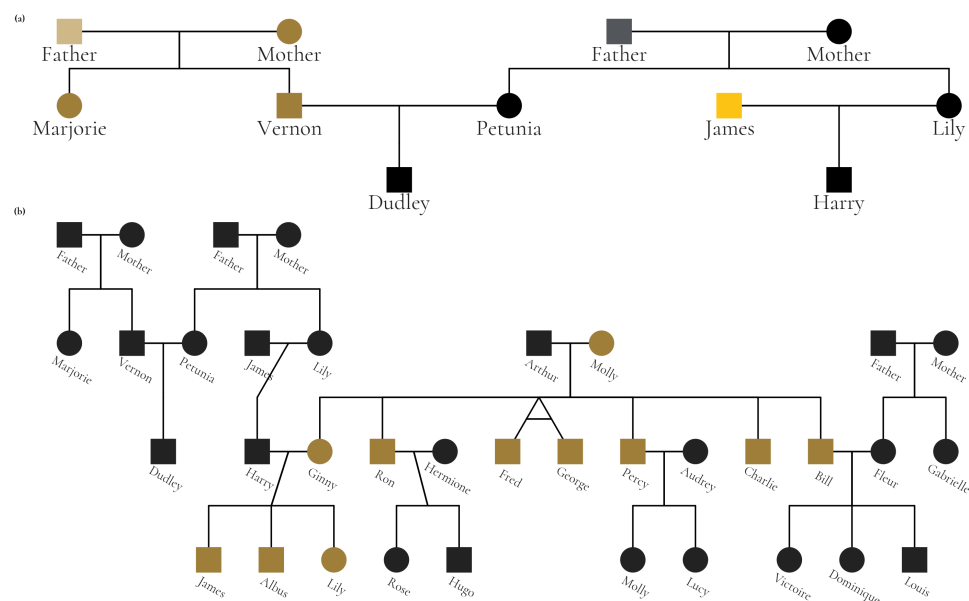 (a)
Father Mother Father Mother
Marjorie Vernon Petunia James Lily
Dudley Harry
(b)
Father Mother Father Mother
Marjorie Vernon Petunia James Lily Arthur Molly Father Mother
Dudley Harry Ginny Ron Hermione Fred George Percy Audrey Charlie Bill Fleur Gabrielle
James Albus Lily Rose Hugo Molly Lucy Victoire Dominique Louis